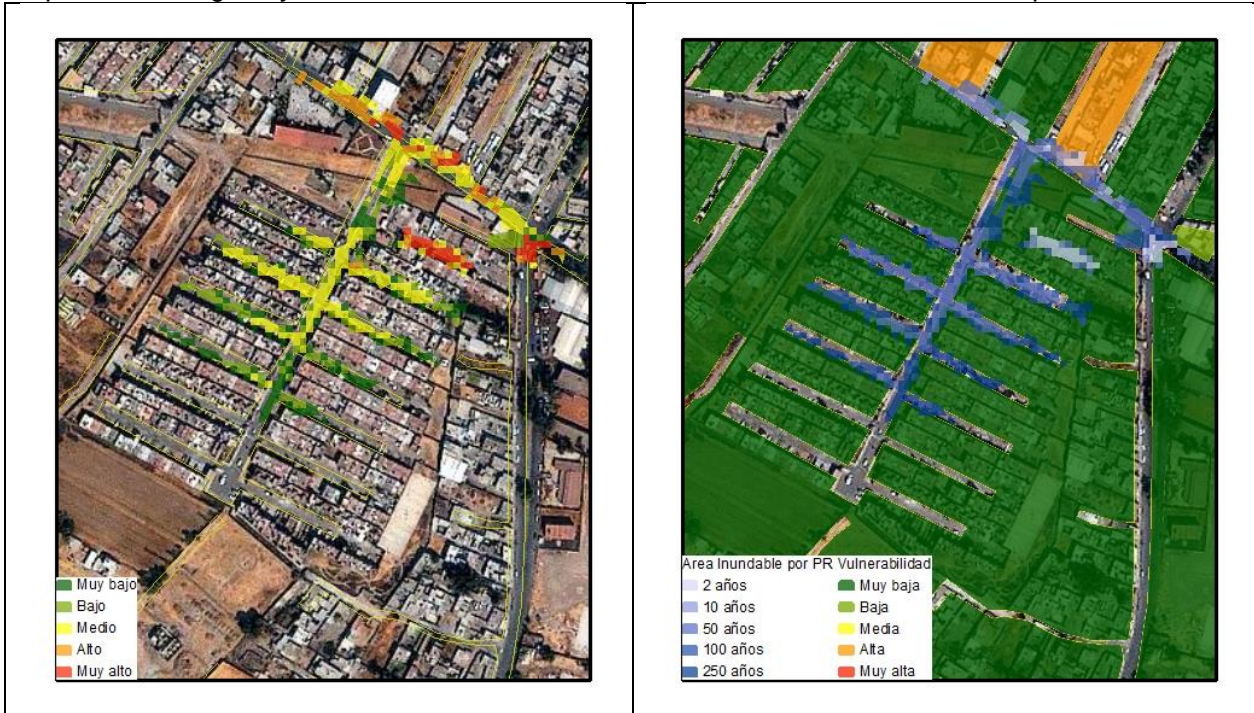 Muy bajo
Bajo
Medio
Alto
Muy alto
Area Inundable por PR Vulnerabilidad
2 años Muy baja
10 años Baja
50 años Media
100 años Alta
250 años Muy alta